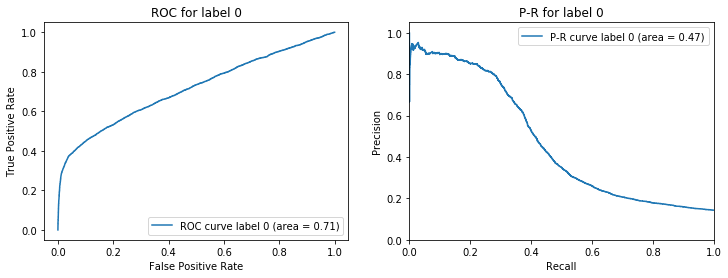 ROC for label 0
1.0
0.8
0.6
0.4
0.2
0.0
True Positive Rate
0.0 0.2 0.4 0.6 0.8 1.0
False Positive Rate
ROC curve label 0 (area = 0.71)
P-R for label 0
1.0
0.8
0.6
0.4
0.2
0.0
Precision
0.0 0.2 0.4 0.6 0.8 1.0
Recall
P-R curve label 0 (area = 0.47)